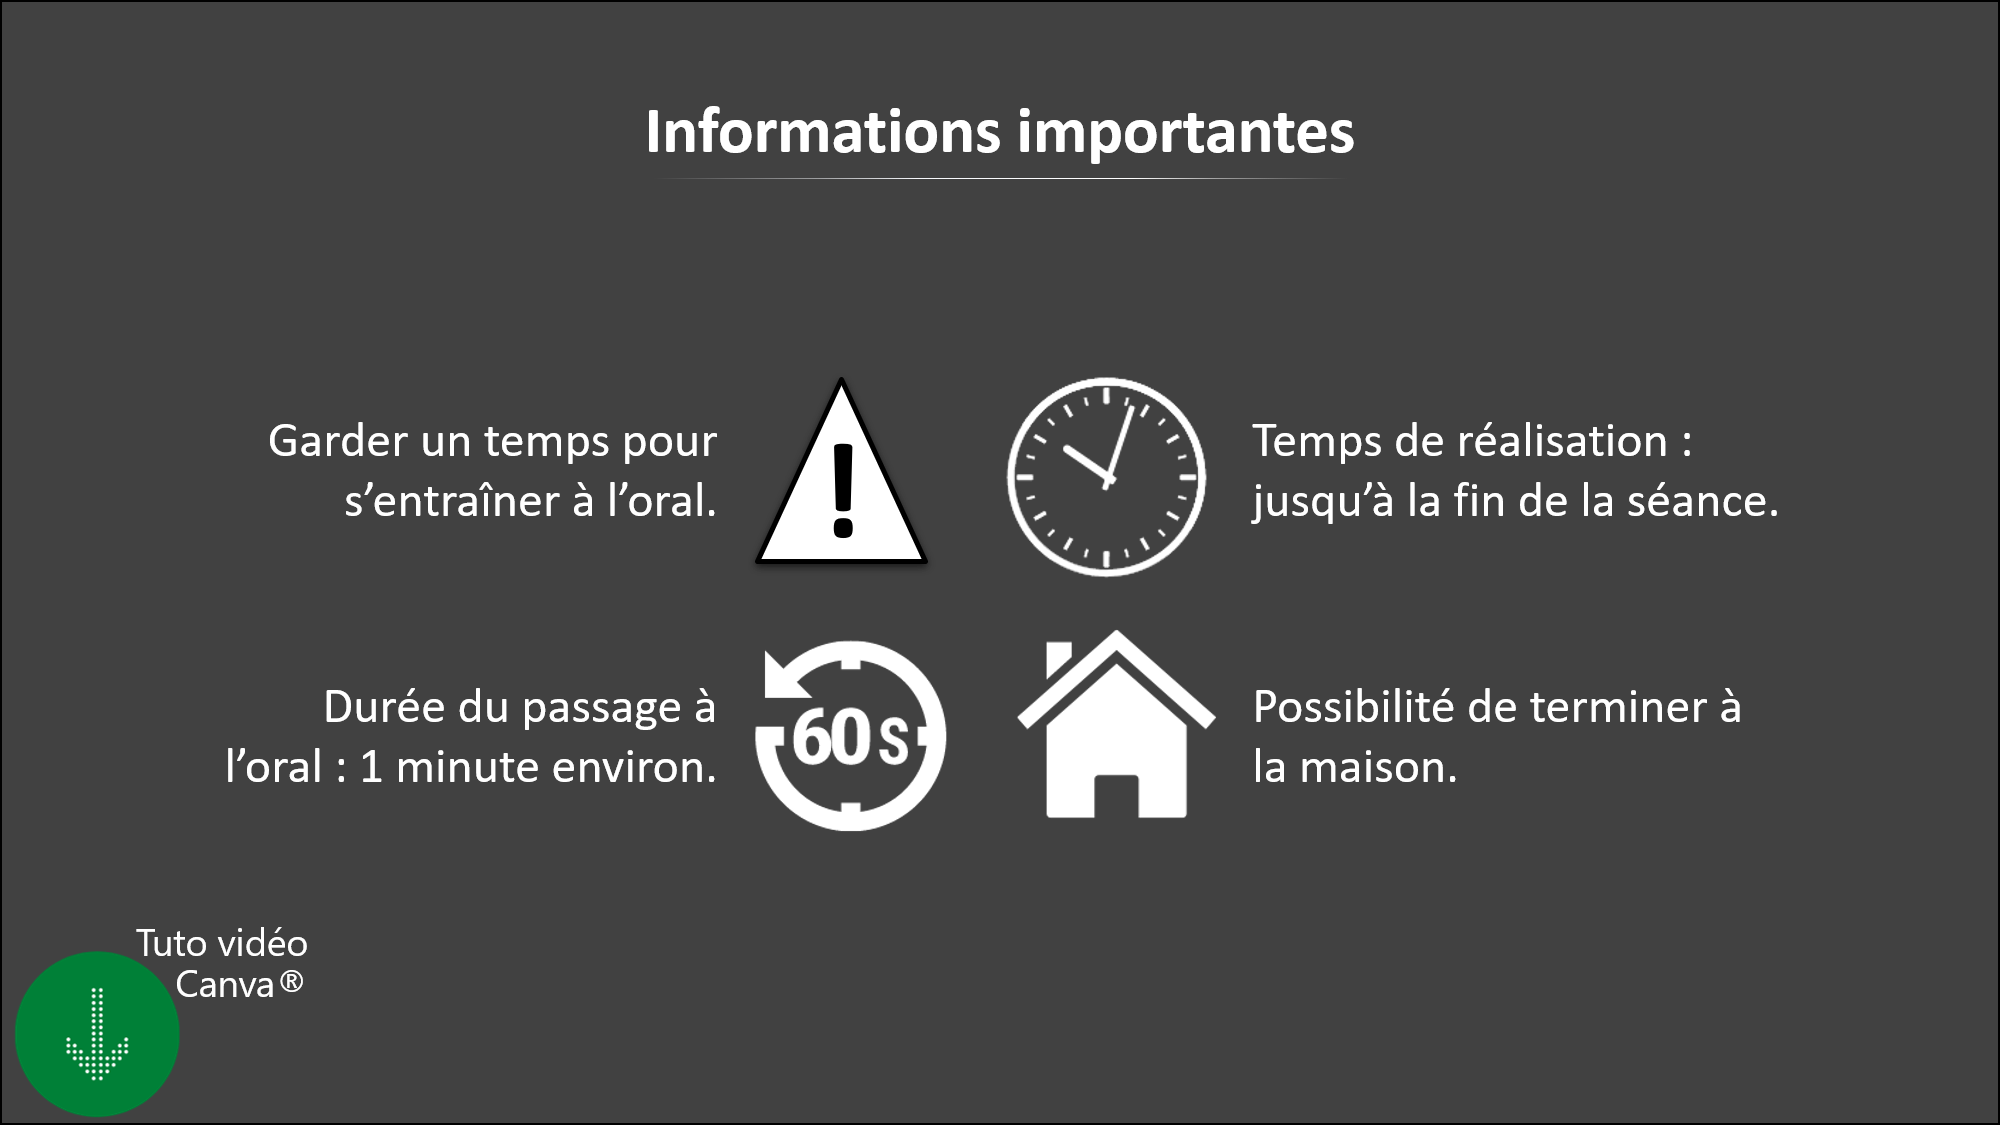 Informations importantes
Garder un temps pour
s’entraîner à l’oral.
!
Temps de réalisation :
jusqu’à la fin de la séance.
Durée du passage à
l’oral : 1 minute environ.
60s
Possibilité de terminer à
la maison.
Tuto vidéo
Canva®